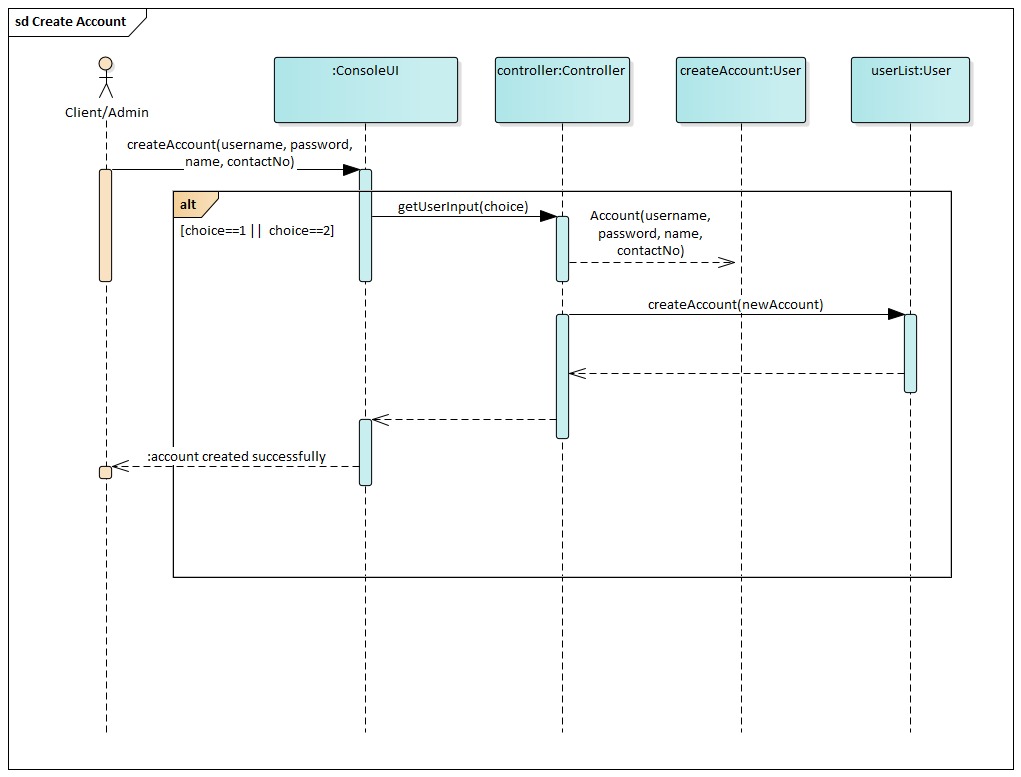 sd Create Account
Client/Admin
:ConsoleUI
controller:Controller
createAccount:User
userList:User
createAccount(username, password,
name, contactNo)
alt
[choice==1 || choice==2]
getUserInput(choice)
Account(username,
password, name,
contactNo)
createAccount(newAccount)
:account created successfully